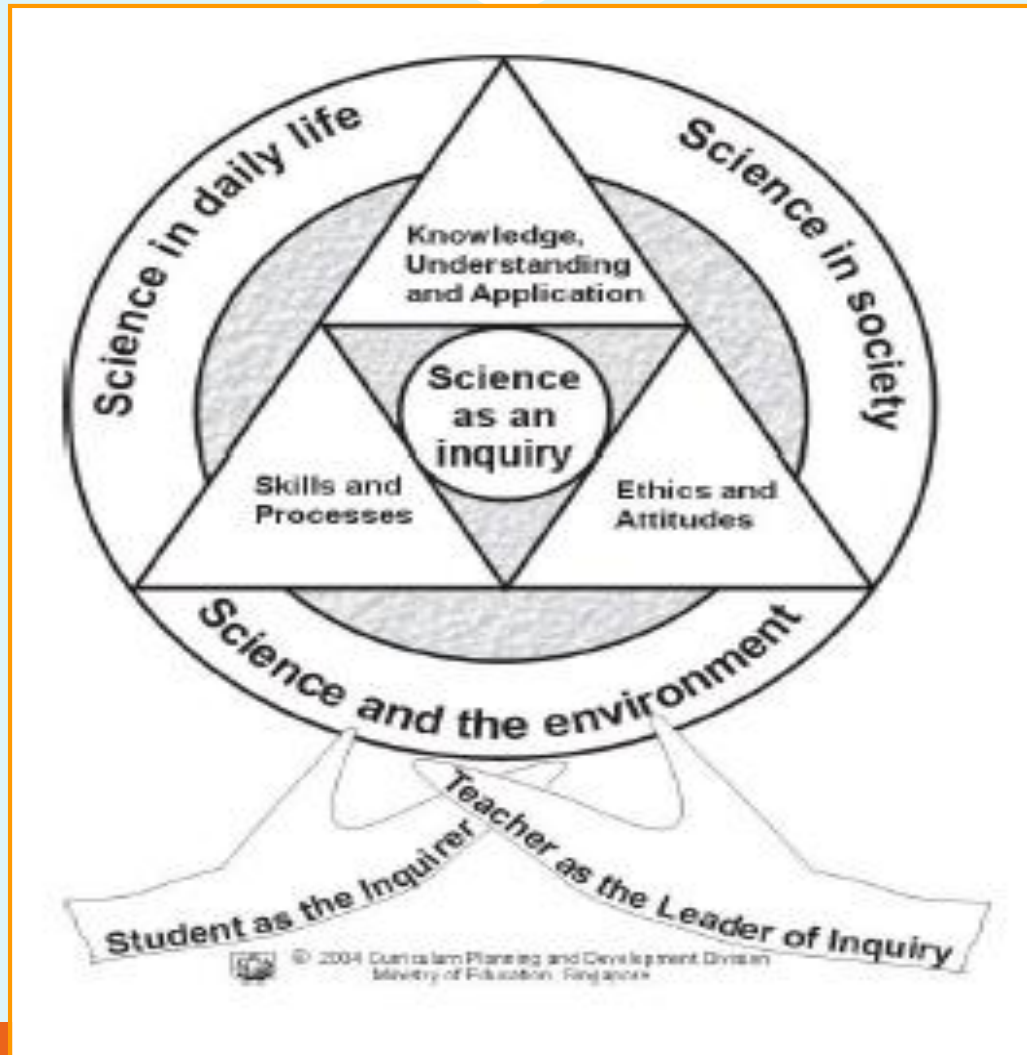 Science in daily life
Science in society
Knowledge,
Understanding
and Application
Science
as an
inquiry
Skills and
Processes
Ethics and
Attitudes
Science and the environment
Student as the Inquirer
Teacher as the Leader of Inquiry
© 2004 Curriculum Planning and Development Division
Ministry of Education, Singapore